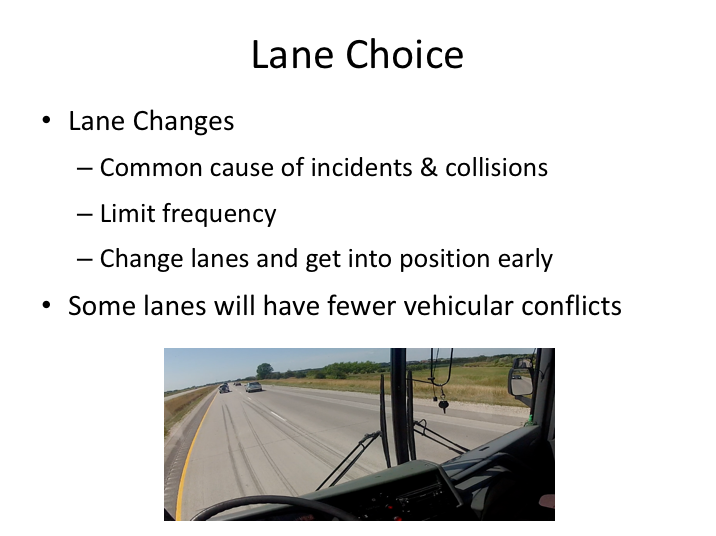 Lane Choice
• Lane Changes
– Common cause of incidents & collisions
– Limit frequency
– Change lanes and get into position early
• Some lanes will have fewer vehicular conflicts